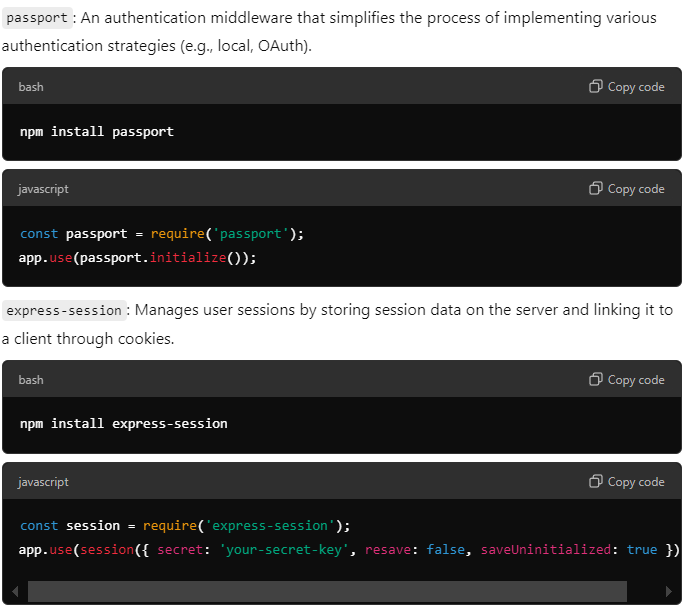 passport: An authentication middleware that simplifies the process of implementing various
authentication strategies (e.g., local, OAuth).
bash Copy code
npm install passport
javascript Copy code
const passport = require('passport');
app.use(passport.initialize());
express-session: Manages user sessions by storing session data on the server and linking it to
a client through cookies.
bash Copy code
npm install express-session
javascript Copy code
const session = require('express-session');
app.use(session({ secret: 'your-secret-key', resave: false, saveUninitialized: true })